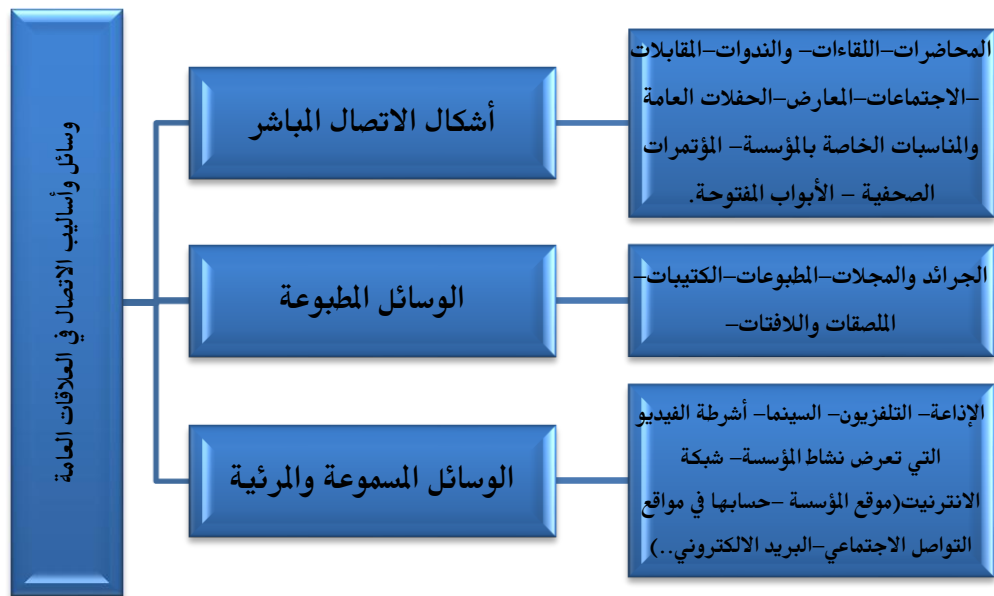 وسائل وأساليب الاتصال في العلاقات العامة
أشكال الاتصال المباشر
المحاضرات–اللقاءات– والندوات–المقابلات
–الاجتماعات–المعارض–الحفلات العامة
والمناسبات الخاصة بالمؤسسة– المؤتمرات
الصحفية – الأبواب المفتوحة.
الوسائل المطبوعة
الجرائد والمجلات–المطبوعات–الكتيبات–
الملصقات واللافتات–
الوسائل المسموعة والمرئية
الإذاعة– التلفزيون– السينما– أشرطة الفيديو
التي تعرض نشاط المؤسسة– شبكة
الانترنيت(موقع المؤسسة –حسابها في مواقع
التواصل الاجتماعي–البريد الالكتروني..)